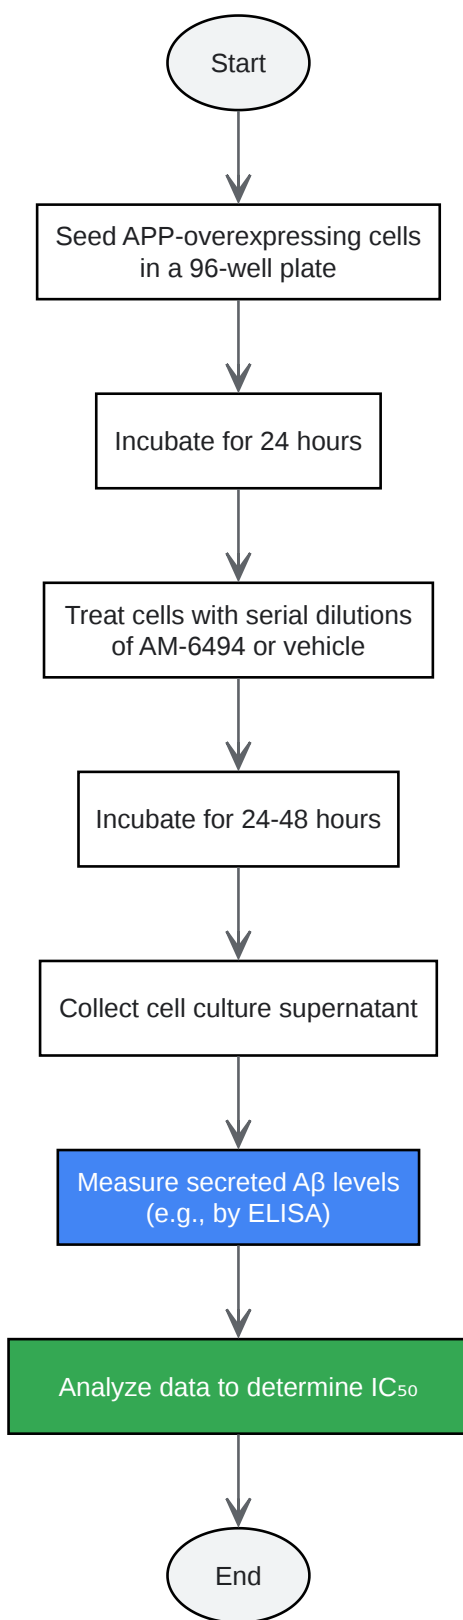 Start
Seed APP-overexpressing cells
in a 96-well plate
Incubate for 24 hours
Treat cells with serial dilutions
of AM-6494 or vehicle
Incubate for 24-48 hours
Collect cell culture supernatant
Measure secreted Aβ levels
(e.g., by ELISA)
Analyze data to determine IC₅₀
End